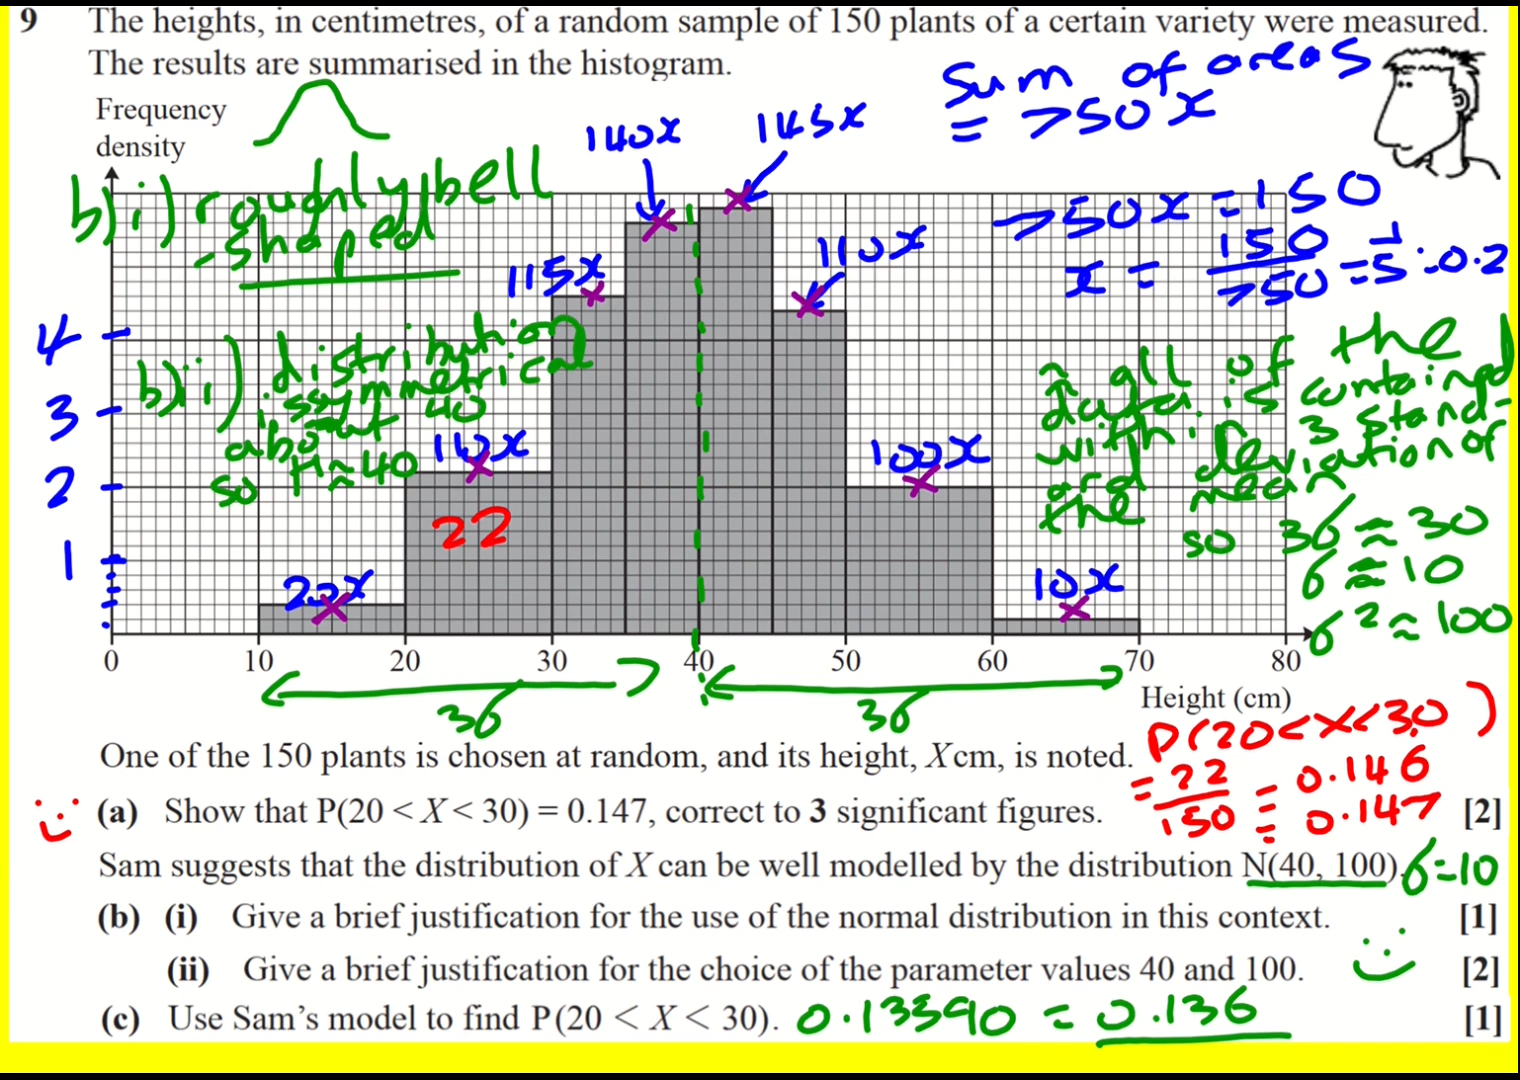 9 The heights, in centimetres, of a random sample of 150 plants of a certain variety were measured.
The results are summarised in the histogram.
Sum of areas
= 750x
Frequency
density
140x
145x
b)i) roughly bell
-shaped
750x = 150
x = 150/750 = 1/5 = 0.2
115x
110x
4
3
2
1
b)ii) distribution
is symmetrical
about 40
so μ≈40
≈ all of the
data is contained
within 3 stand-
ard deviation of
the mean
so 3σ ≈ 30
σ ≈ 10
σ² ≈ 100
110x
22
100x
20x
10x
0 10 20 30 40 50 60 70 80
Height (cm)
3σ 3σ
One of the 150 plants is chosen at random, and its height, X cm, is noted.
P(20<X<30)
= 22/150 = 0.146
= 0.147
(a) Show that P(20 < X < 30) = 0.147, correct to 3 significant figures. [2]
Sam suggests that the distribution of X can be well modelled by the distribution N(40, 100). σ=10
(b) (i) Give a brief justification for the use of the normal distribution in this context. [1]
(ii) Give a brief justification for the choice of the parameter values 40 and 100. [2]
(c) Use Sam's model to find P(20 < X < 30). 0.13590 = 0.136 [1]